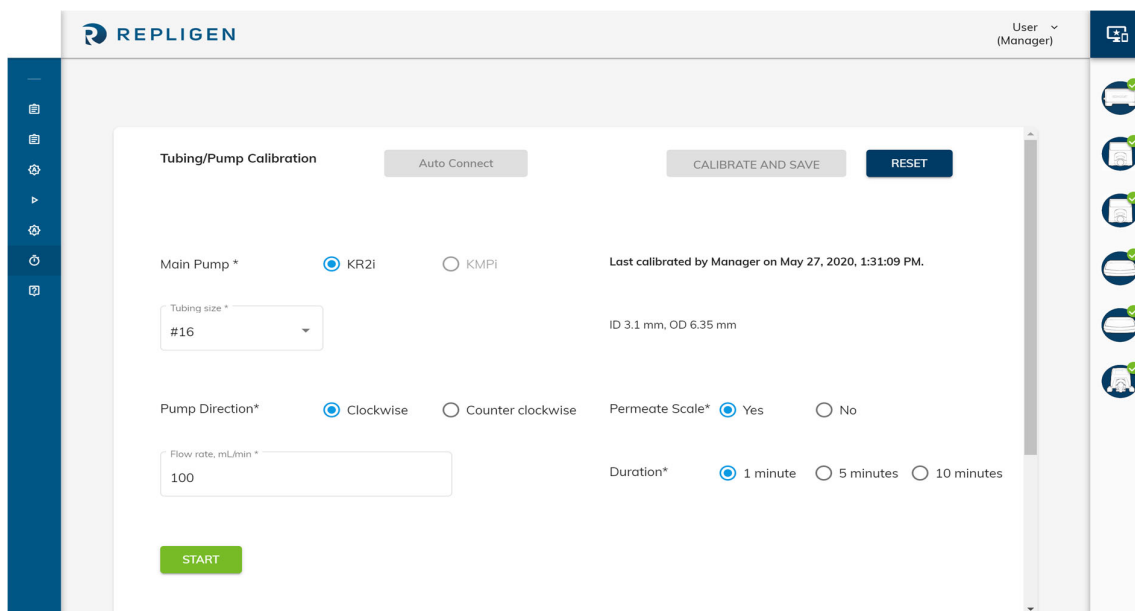 REPLIGEN
User
(Manager)
Tubing/Pump Calibration
Auto Connect
CALIBRATE AND SAVE
RESET
Main Pump *
KR2i
KMPi
Last calibrated by Manager on May 27, 2020, 1:31:09 PM.
Tubing size *
#16
ID 3.1 mm, OD 6.35 mm
Pump Direction*
Clockwise
Counter clockwise
Permeate Scale*
Yes
No
Flow rate, mL/min *
100
Duration*
1 minute
5 minutes
10 minutes
START